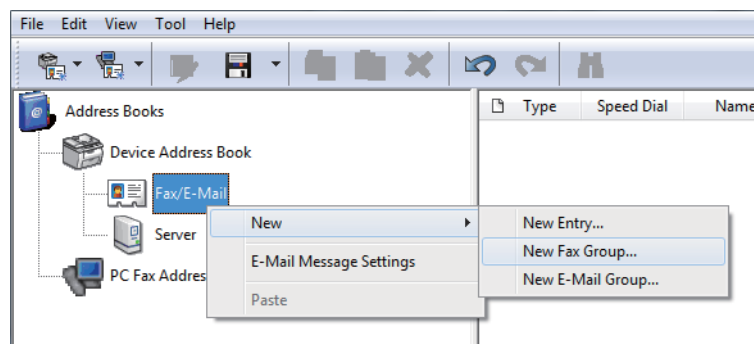 File Edit View Tool Help
Address Books
Type Speed Dial Name
Device Address Book
Fax/E-Mail
Server
PC Fax Addres
New
E-Mail Message Settings
Paste
New Entry...
New Fax Group...
New E-Mail Group...